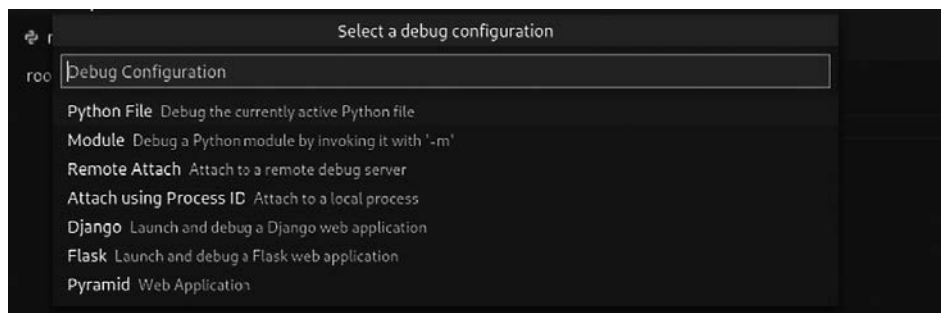 Select a debug configuration
Debug Configuration
Python File Debug the currently active Python file
Module Debug a Python module by invoking it with '-m'
Remote Attach Attach to a remote debug server
Attach using Process ID Attach to a local process
Django Launch and debug a Django web application
Flask Launch and debug a Flask web application
Pyramid Web Application